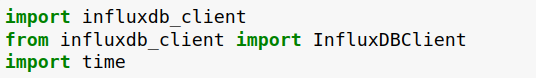 import influxdb_client
from influxdb_client import InfluxDBClient
import time